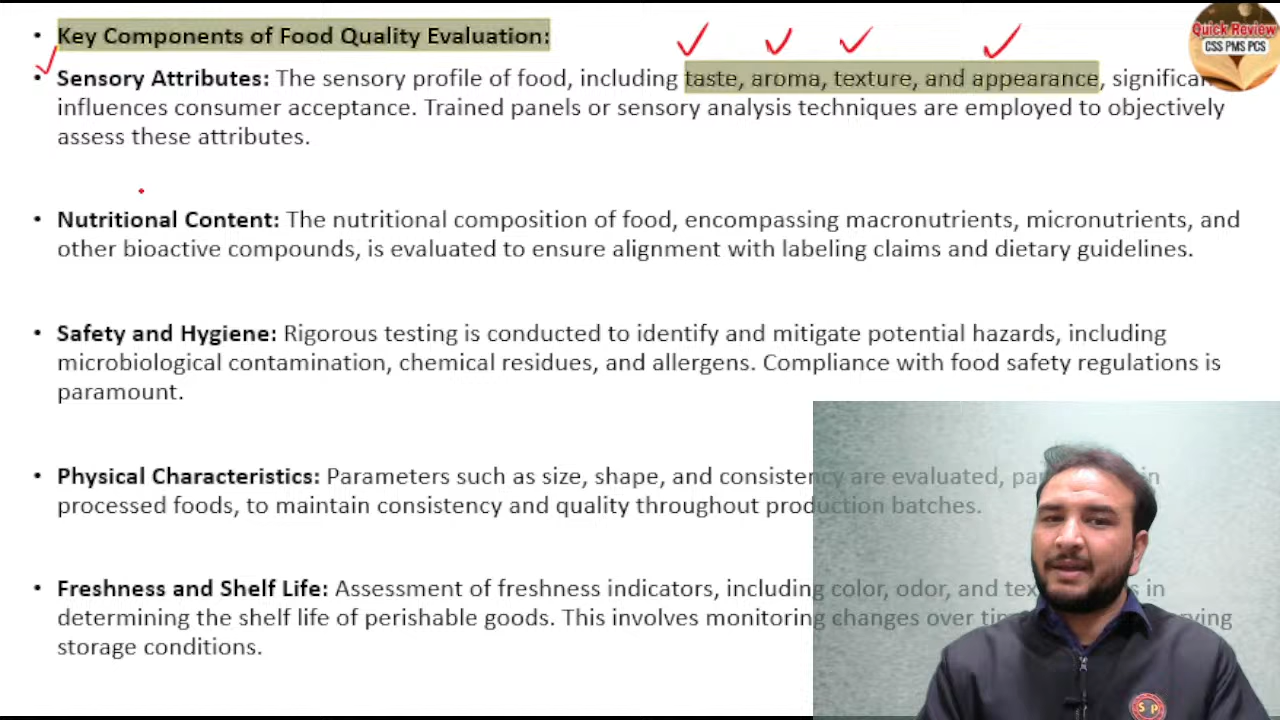 • Key Components of Food Quality Evaluation:
Quick Review
CSS PMS PCS
• Sensory Attributes: The sensory profile of food, including taste, aroma, texture, and appearance,
influences consumer acceptance. Trained panels or sensory analysis techniques are employed to objectively
assess these attributes.
• Nutritional Content: The nutritional composition of food, encompassing macronutrients, micronutrients, and
other bioactive compounds, is evaluated to ensure alignment with labeling claims and dietary guidelines.
• Safety and Hygiene: Rigorous testing is conducted to identify and mitigate potential hazards, including
microbiological contamination, chemical residues, and allergens. Compliance with food safety regulations is
paramount.
• Physical Characteristics: Parameters such as size, shape, and consistency are evaluated, in
processed foods, to maintain consistency and quality throughout production batches.
• Freshness and Shelf Life: Assessment of freshness indicators, including color, odor, and in
determining the shelf life of perishable goods. This involves monitoring changes over
storage conditions.
S P